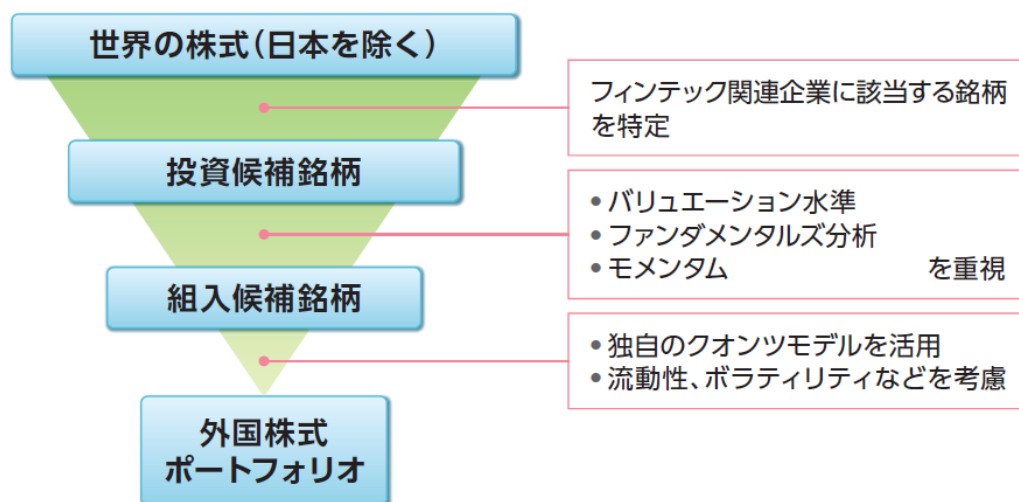 世界の株式(日本を除く)
フィンテック関連企業に該当する銘柄
を特定
投資候補銘柄
• バリュエーション水準
• ファンダメンタルズ分析
• モメンタム を重視
組入候補銘柄
• 独自のクオンツモデルを活用
• 流動性、ボラティリティなどを考慮
外国株式
ポートフォリオ